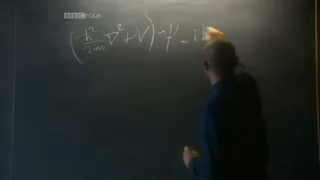 BBC FOUR
(-ħ²/2m ∇² + V) ψ = i